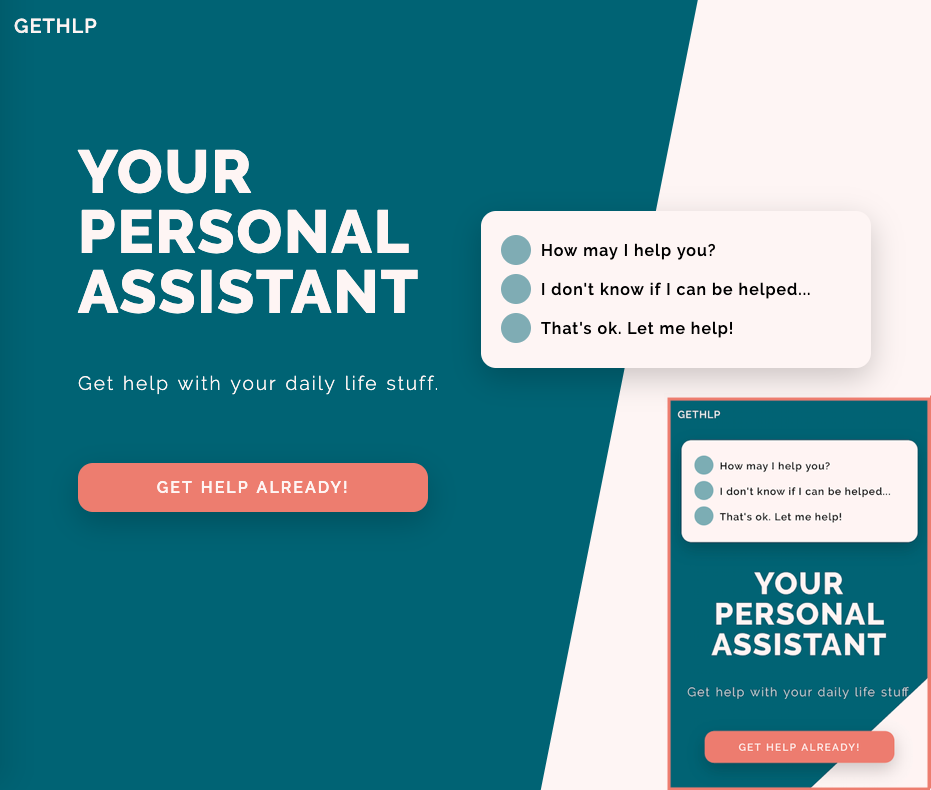 GETHLP
YOUR
PERSONAL
ASSISTANT
Get help with your daily life stuff.
GET HELP ALREADY!
How may I help you?
I don't know if I can be helped...
That's ok. Let me help!
GETHLP
How may I help you?
I don't know if I can be helped...
That's ok. Let me help!
YOUR
PERSONAL
ASSISTANT
Get help with your daily life stuff.
GET HELP ALREADY!